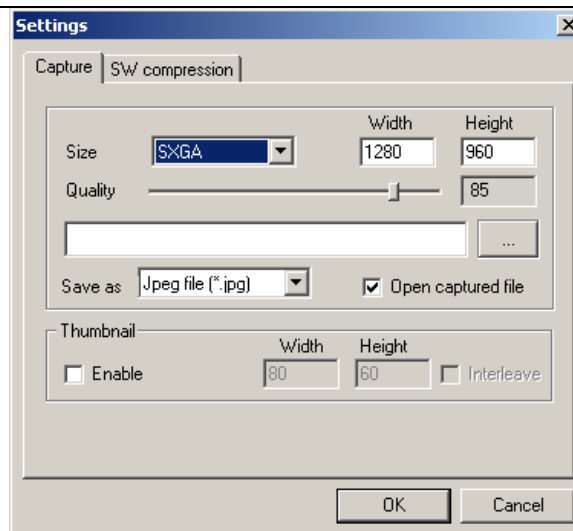 Settings
Capture SW compression
Width Height
Size SXGA 1280 960
Quality 85
...
Save as Jpeg file (*.jpg) Open captured file
Thumbnail
Width Height
Enable 80 60 Interleave
OK Cancel